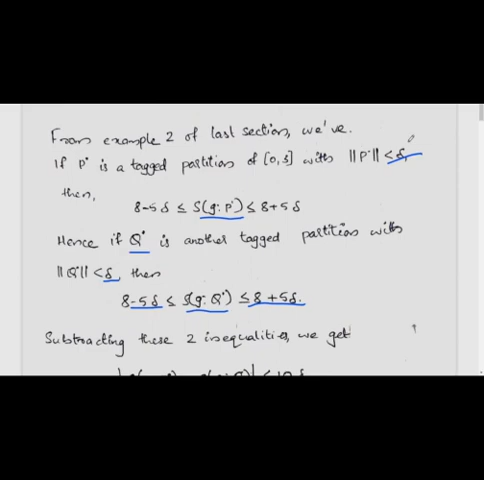 From example 2 of last section, we've.
If P˙ is a tagged partition of [0,3] with ||P˙|| < δ,
then,
8-5δ ≤ S(g; P˙) ≤ 8+5δ
Hence if Q˙ is another tagged partition with
||Q˙|| < δ, then
8-5δ ≤ S(g; Q˙) ≤ 8+5δ.
Subtracting these 2 inequalities, we get